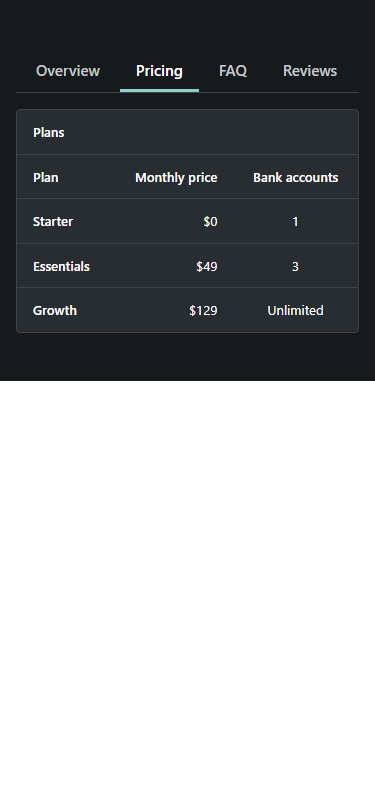 Overview Pricing FAQ Reviews
Plans
Plan Monthly price Bank accounts
Starter $0 1
Essentials $49 3
Growth $129 Unlimited